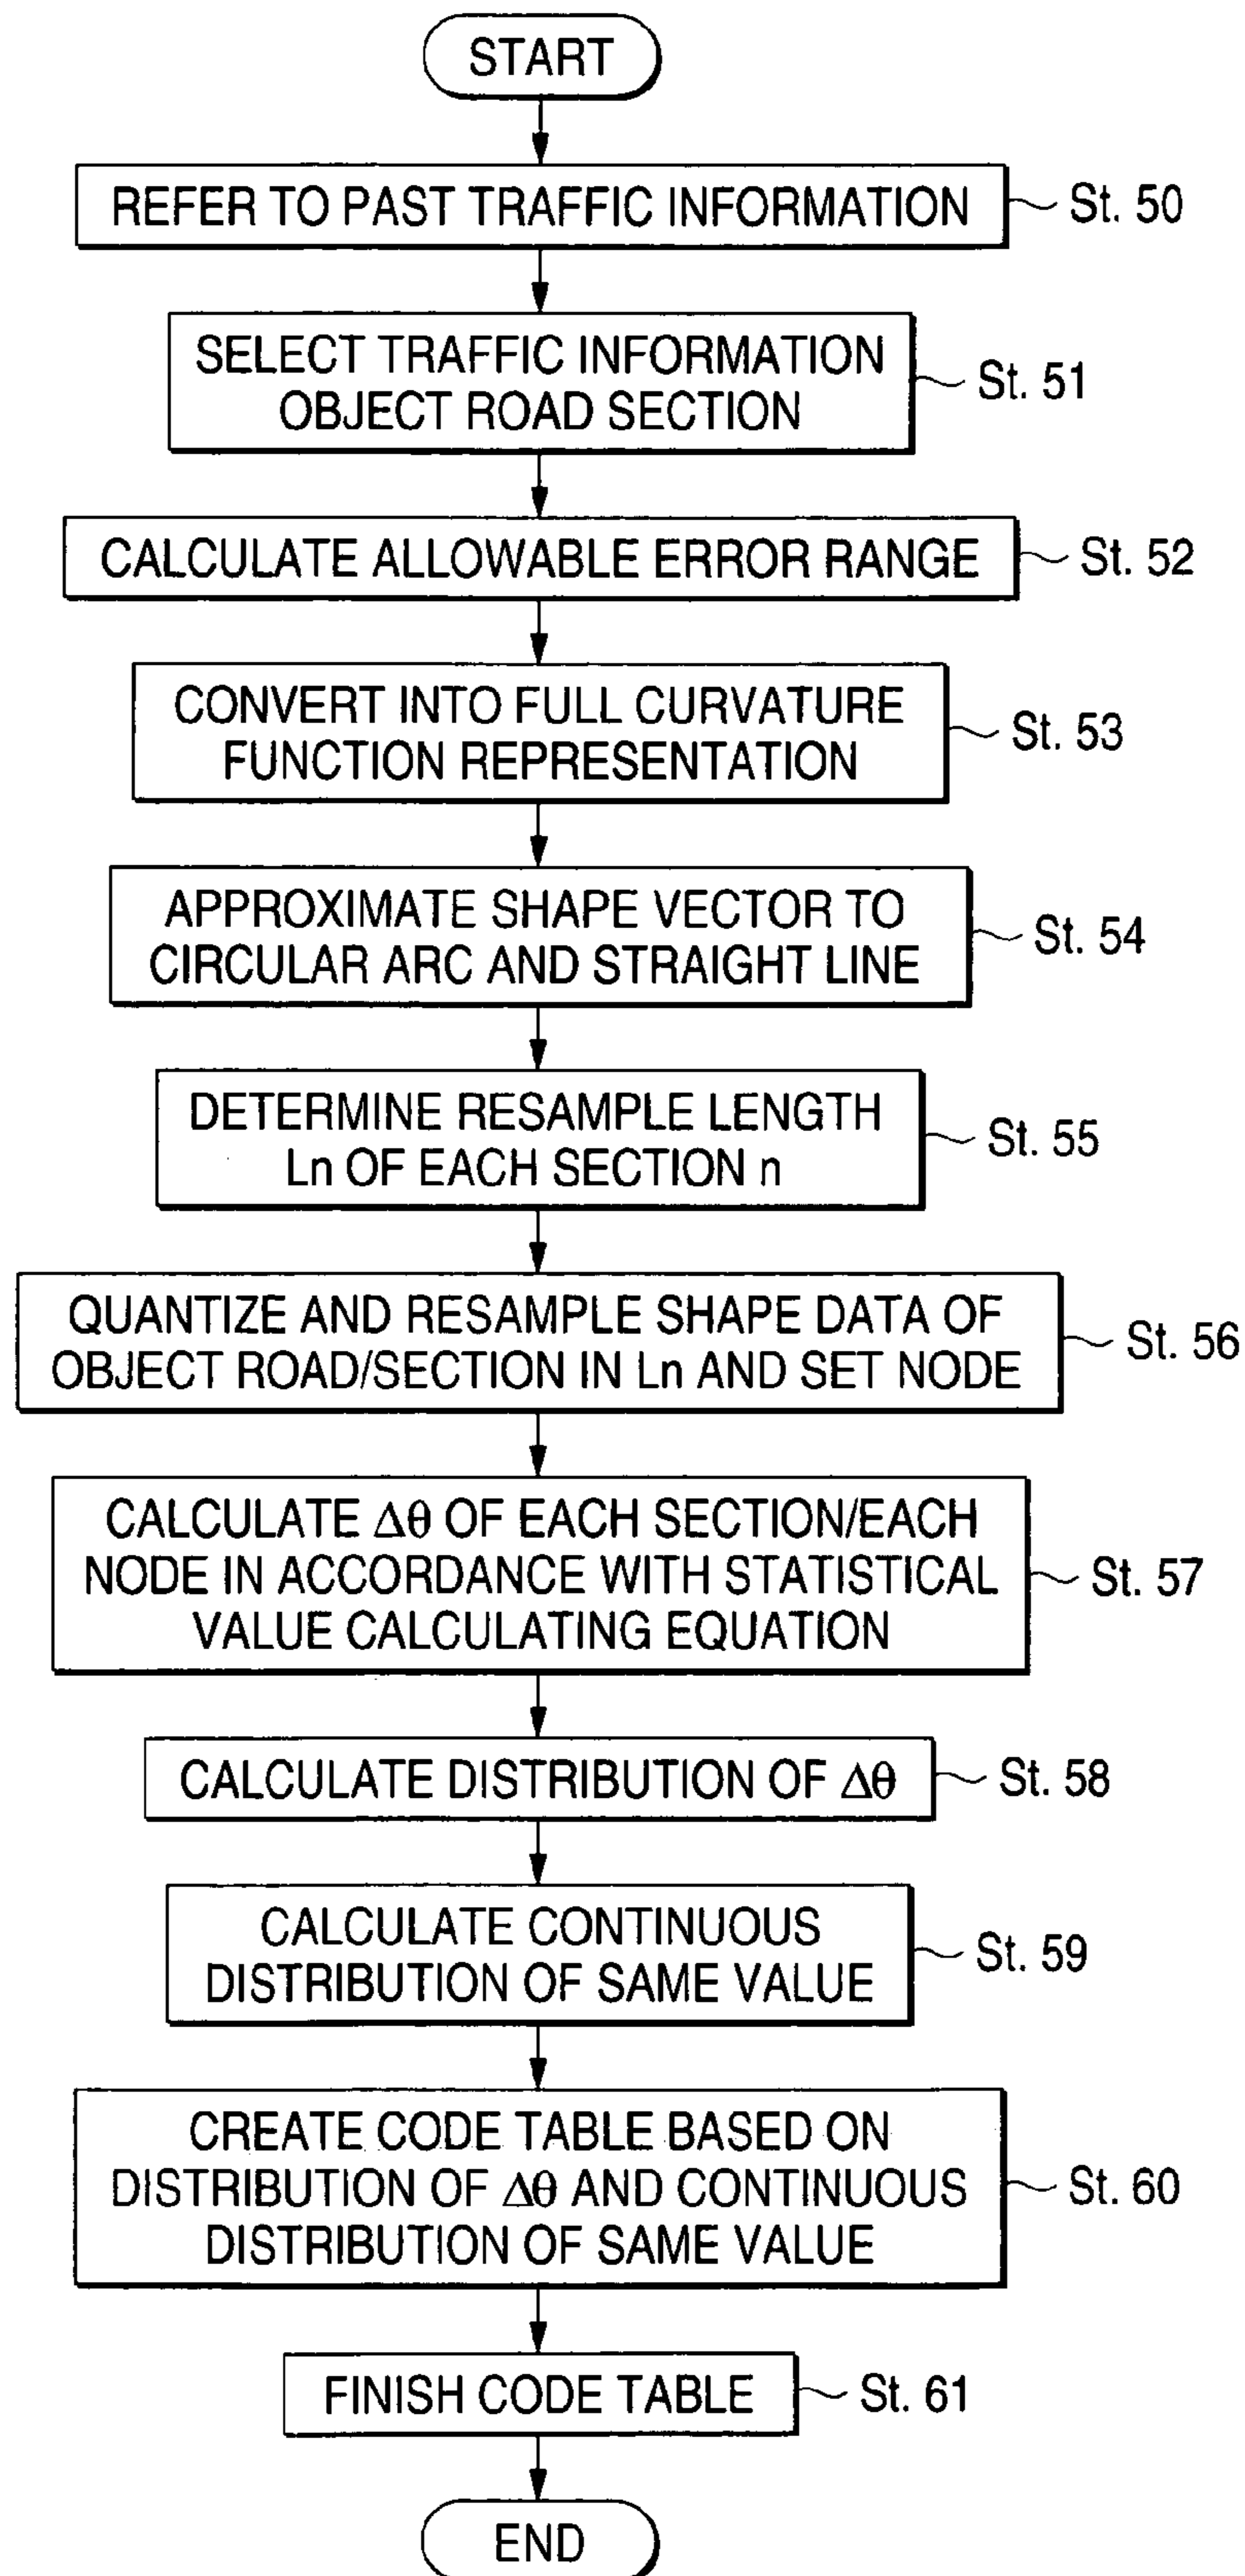 START
REFER TO PAST TRAFFIC INFORMATION
St. 50
SELECT TRAFFIC INFORMATION
OBJECT ROAD SECTION
St. 51
CALCULATE ALLOWABLE ERROR RANGE
St. 52
CONVERT INTO FULL CURVATURE
FUNCTION REPRESENTATION
St. 53
APPROXIMATE SHAPE VECTOR TO
CIRCULAR ARC AND STRAIGHT LINE
St. 54
DETERMINE RESAMPLE LENGTH
Ln OF EACH SECTION n
St. 55
QUANTIZE AND RESAMPLE SHAPE DATA OF
OBJECT ROAD/SECTION IN Ln AND SET NODE
St. 56
CALCULATE Δθ OF EACH SECTION/EACH
NODE IN ACCORDANCE WITH STATISTICAL
VALUE CALCULATING EQUATION
St. 57
CALCULATE DISTRIBUTION OF Δθ
St. 58
CALCULATE CONTINUOUS
DISTRIBUTION OF SAME VALUE
St. 59
CREATE CODE TABLE BASED ON
DISTRIBUTION OF Δθ AND CONTINUOUS
DISTRIBUTION OF SAME VALUE
St. 60
FINISH CODE TABLE
St. 61
END